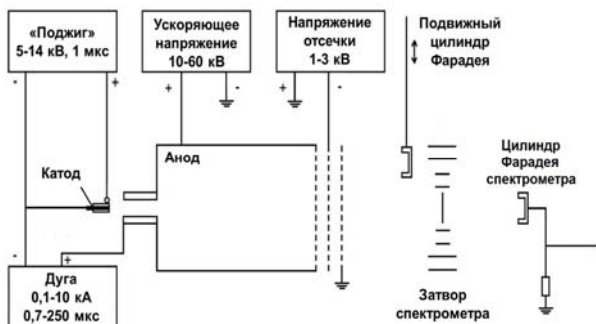 «Поджиг»
5-14 кВ, 1 мкс
Ускоряющее
напряжение
10-60 кВ
Напряжение
отсечки
1-3 кВ
Подвижный
цилиндр
Фарадея
- + + - + -
Анод
Катод
Цилиндр
Фарадея
спектрометра
- +
Дуга
0,1-10 кА
0,7-250 мкс
Затвор
спектрометра